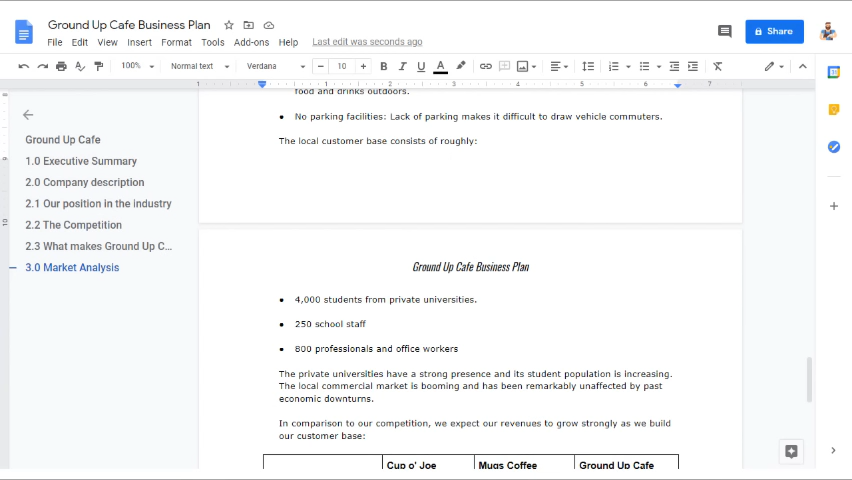 Ground Up Cafe Business Plan
File Edit View Insert Format Tools Add-ons Help Last edit was seconds ago
Share
100% Normal text Verdana 10 B I U A
1 1 2 3 4 5 6 7
Ground Up Cafe
1.0 Executive Summary
2.0 Company description
2.1 Our position in the industry
2.2 The Competition
2.3 What makes Ground Up C...
3.0 Market Analysis
food and drinks outdoors.
• No parking facilities: Lack of parking makes it difficult to draw vehicle commuters.
The local customer base consists of roughly:
Ground Up Cafe Business Plan
• 4,000 students from private universities.
• 250 school staff
• 800 professionals and office workers
The private universities have a strong presence and its student population is increasing.
The local commercial market is booming and has been remarkably unaffected by past
economic downturns.
In comparison to our competition, we expect our revenues to grow strongly as we build
our customer base:
Cup o' Joe Mugs Coffee Ground Up Cafe